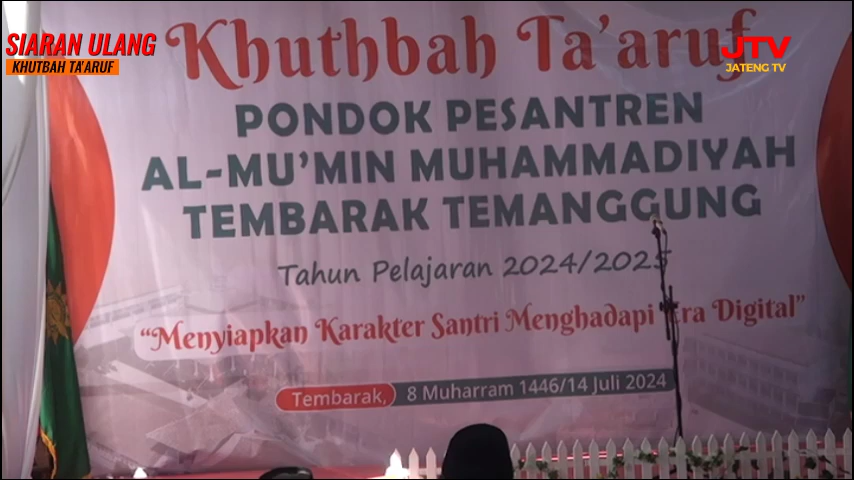 SIARAN ULANG
KHUTBAH TA'ARUF
JTV
JATENG TV
Khuthbah Ta'aruf
PONDOK PESANTREN
AL-MU'MIN MUHAMMADIYAH
TEMBARAK TEMANGGUNG
Tahun Pelajaran 2024/2025
"Menyiapkan Karakter Santri Menghadapi Era Digital"
Tembarak, 8 Muharram 1446/14 Juli 2024